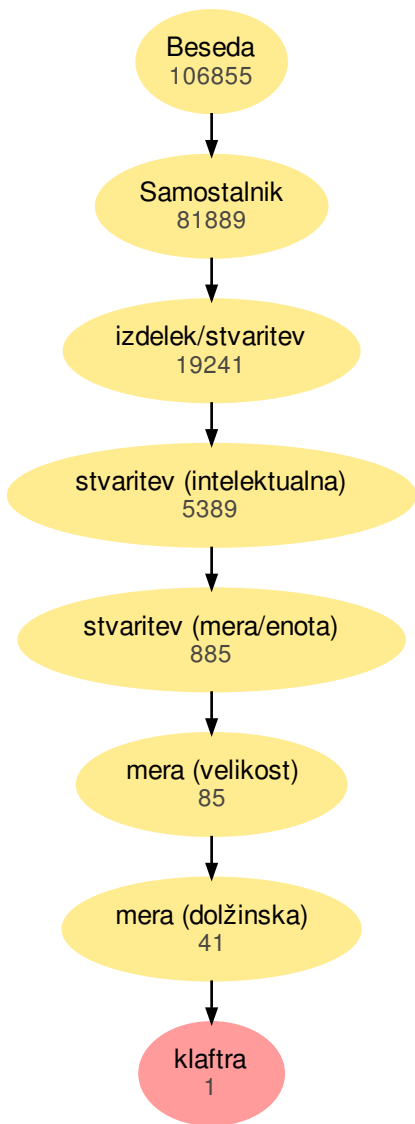 Beseda
106855
Samostalnik
81889
izdelek/stvaritev
19241
stvaritev (intelektualna)
5389
stvaritev (mera/enota)
885
mera (velikost)
85
mera (dolžinska)
41
klaftra
1